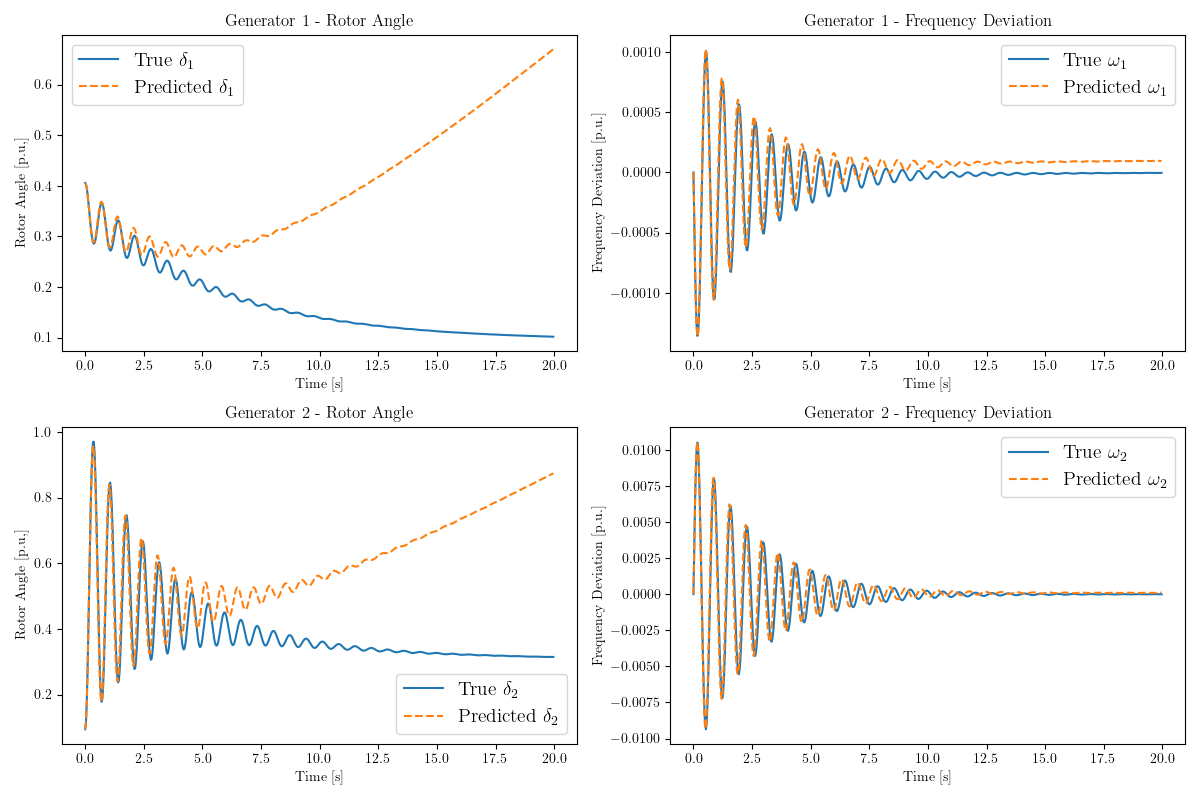 Generator 1 - Rotor Angle
True δ₁
Predicted δ₁
Rotor Angle [p.u.]
0.6
0.5
0.4
0.3
0.2
0.1
0.0 2.5 5.0 7.5 10.0 12.5 15.0 17.5 20.0
Time [s]
Generator 1 - Frequency Deviation
True ω₁
Predicted ω₁
Frequency Deviation [p.u.]
0.0010
0.0005
0.0000
−0.0005
−0.0010
0.0 2.5 5.0 7.5 10.0 12.5 15.0 17.5 20.0
Time [s]
Generator 2 - Rotor Angle
True δ₂
Predicted δ₂
Rotor Angle [p.u.]
1.0
0.8
0.6
0.4
0.2
0.0 2.5 5.0 7.5 10.0 12.5 15.0 17.5 20.0
Time [s]
Generator 2 - Frequency Deviation
True ω₂
Predicted ω₂
Frequency Deviation [p.u.]
0.0100
0.0075
0.0050
0.0025
0.0000
−0.0025
−0.0050
−0.0075
−0.0100
0.0 2.5 5.0 7.5 10.0 12.5 15.0 17.5 20.0
Time [s]